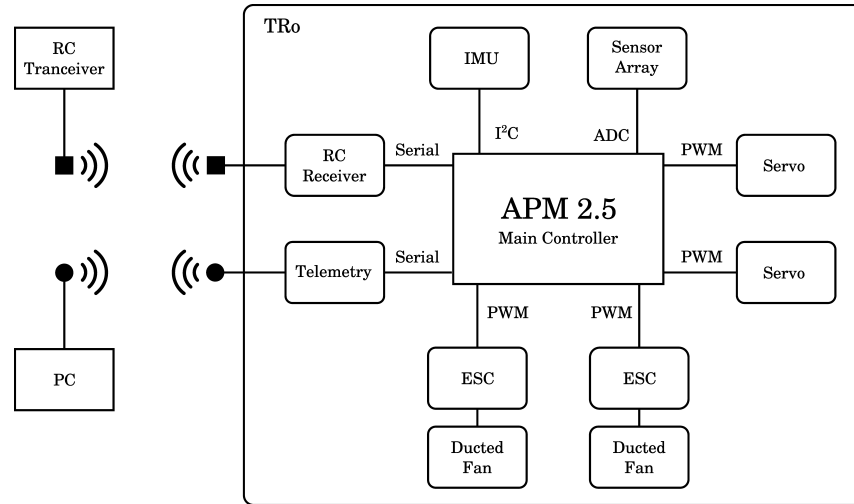 TRo
RC
Tranceiver
IMU
Sensor
Array
I²C
ADC
RC
Receiver
Serial
PWM
Servo
APM 2.5
Main Controller
Telemetry
Serial
PWM
Servo
PWM
PWM
PC
ESC
ESC
Ducted
Fan
Ducted
Fan